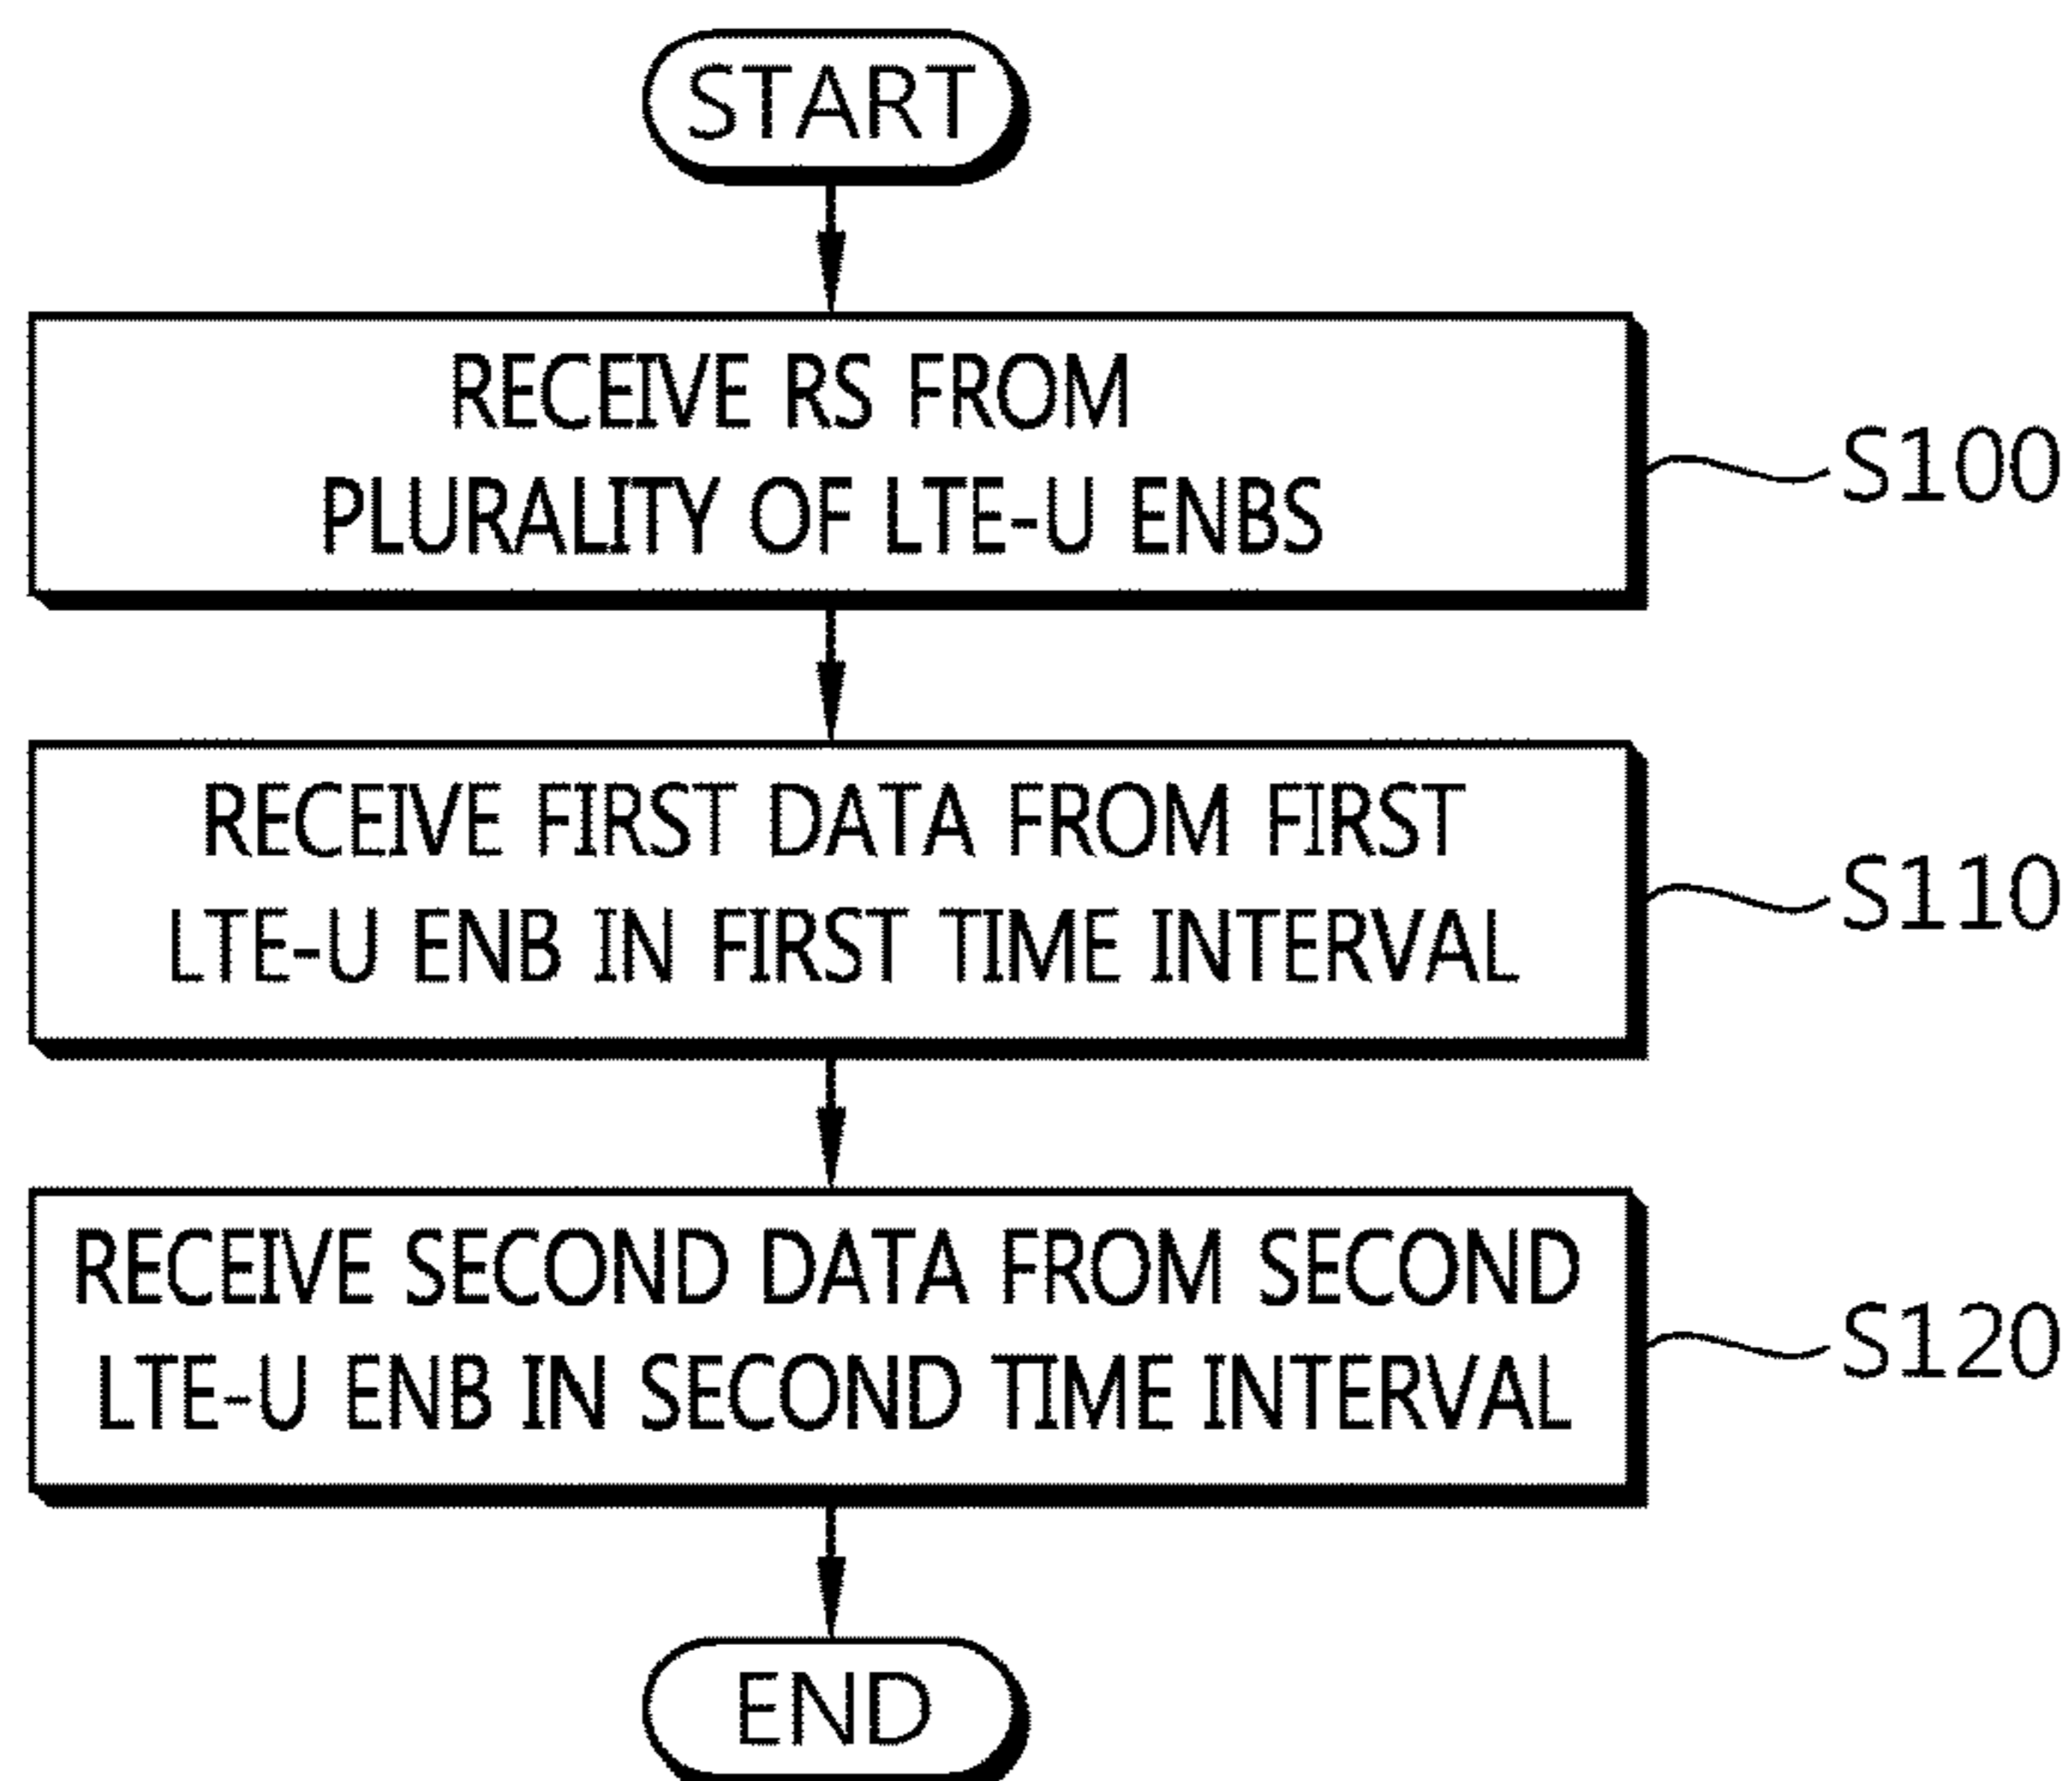 START
RECEIVE RS FROM
PLURALITY OF LTE-U ENBS
S100
RECEIVE FIRST DATA FROM FIRST
LTE-U ENB IN FIRST TIME INTERVAL
S110
RECEIVE SECOND DATA FROM SECOND
LTE-U ENB IN SECOND TIME INTERVAL
S120
END